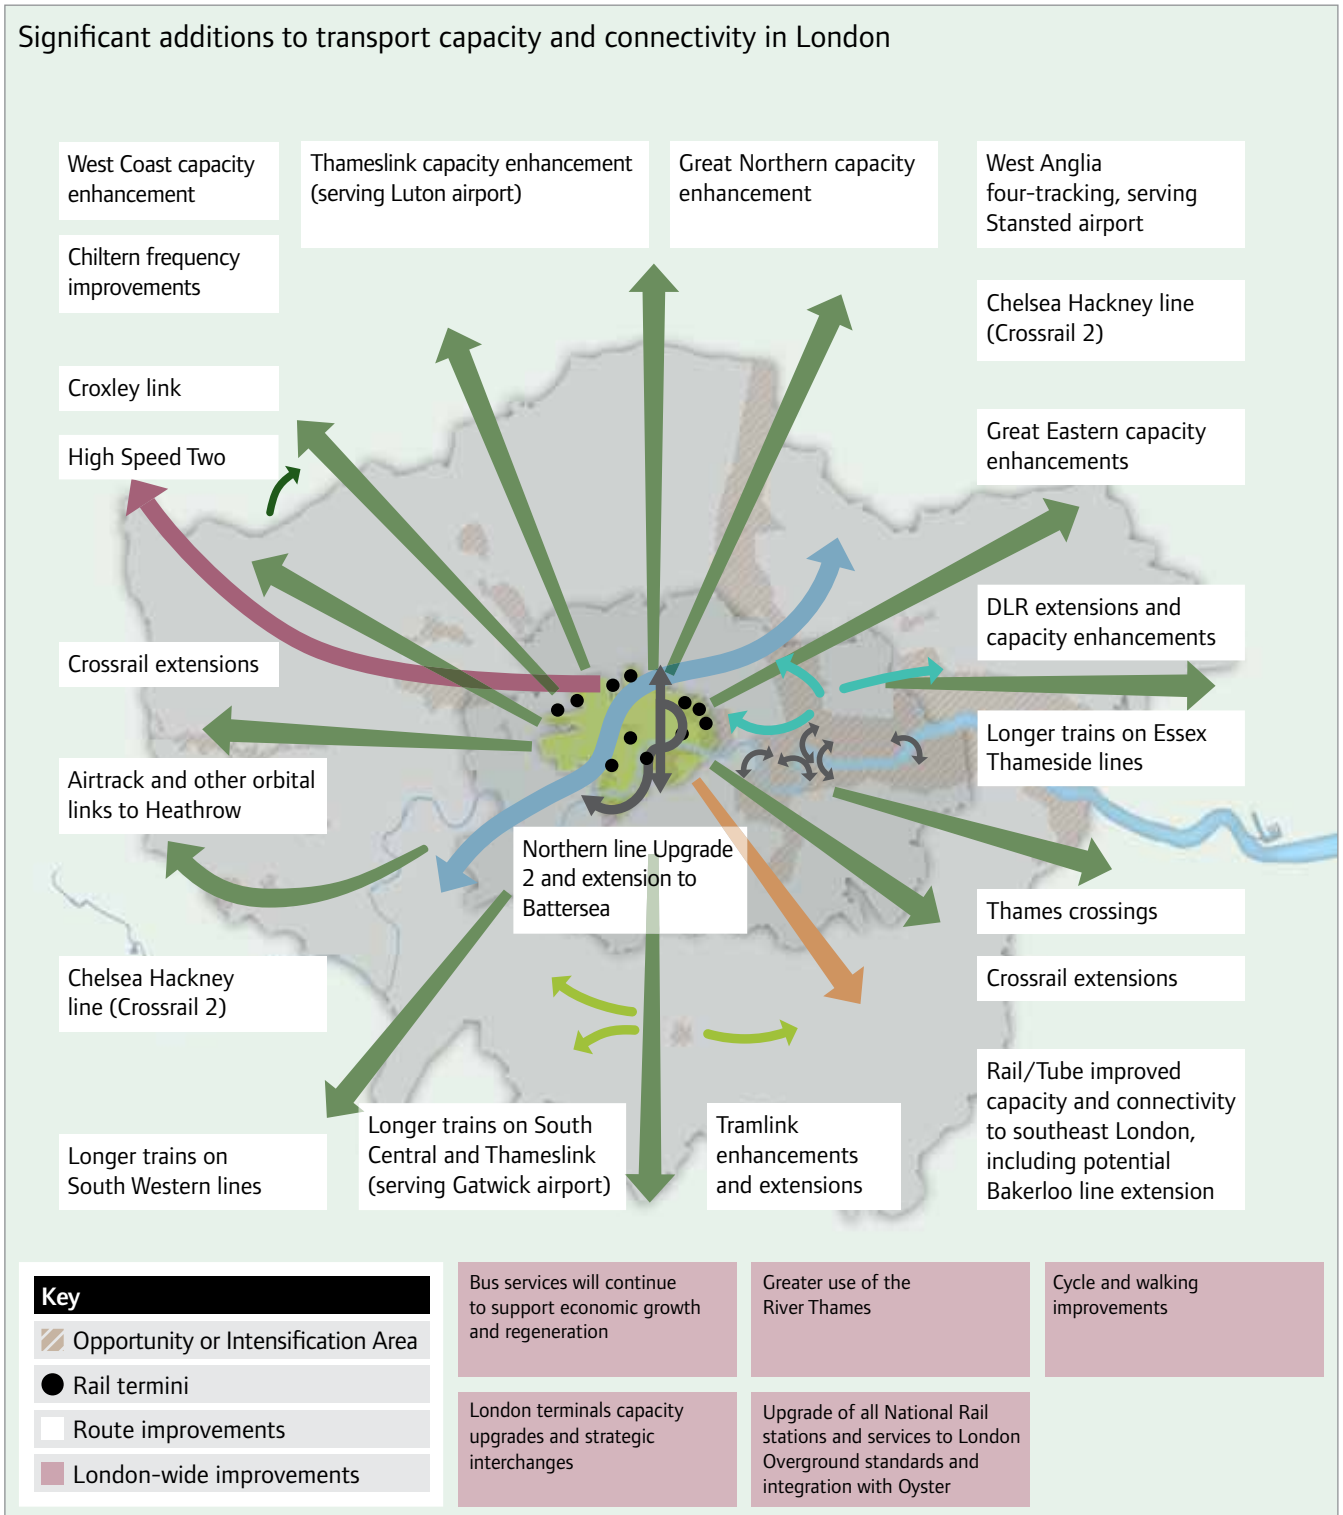 Significant additions to transport capacity and connectivity in London
West Coast capacity
enhancement
Thameslink capacity enhancement
(serving Luton airport)
Great Northern capacity
enhancement
West Anglia
four-tracking, serving
Stansted airport
Chiltern frequency
improvements
Chelsea Hackney line
(Crossrail 2)
Croxley link
High Speed Two
Great Eastern capacity
enhancements
DLR extensions and
capacity enhancements
Crossrail extensions
Longer trains on Essex
Thameside lines
Airtrack and other orbital
links to Heathrow
Northern line Upgrade
2 and extension to
Battersea
Thames crossings
Chelsea Hackney
line (Crossrail 2)
Crossrail extensions
Longer trains on
South Western lines
Longer trains on South
Central and Thameslink
(serving Gatwick airport)
Tramlink
enhancements
and extensions
Rail/Tube improved
capacity and connectivity
to southeast London,
including potential
Bakerloo line extension
Key
Opportunity or Intensification Area
Rail termini
Route improvements
London-wide improvements
Bus services will continue
to support economic growth
and regeneration
Greater use of the
River Thames
Cycle and walking
improvements
London terminals capacity
upgrades and strategic
interchanges
Upgrade of all National Rail
stations and services to London
Overground standards and
integration with Oyster